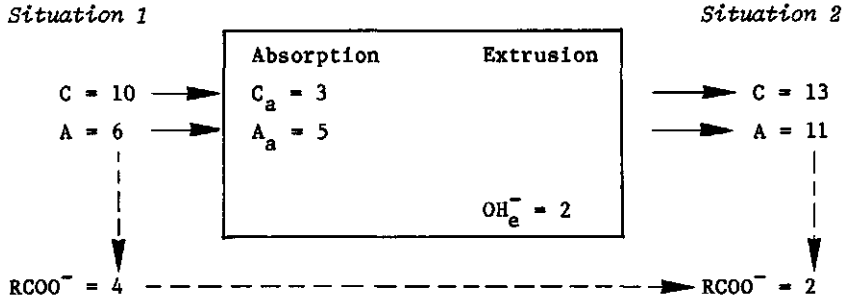 Situation 1 Situation 2
Absorption Extrusion
C = 10 C_a = 3 C = 13
A = 6 A_a = 5 A = 11
OH_e^- = 2
RCOO^- = 4 RCOO^- = 2